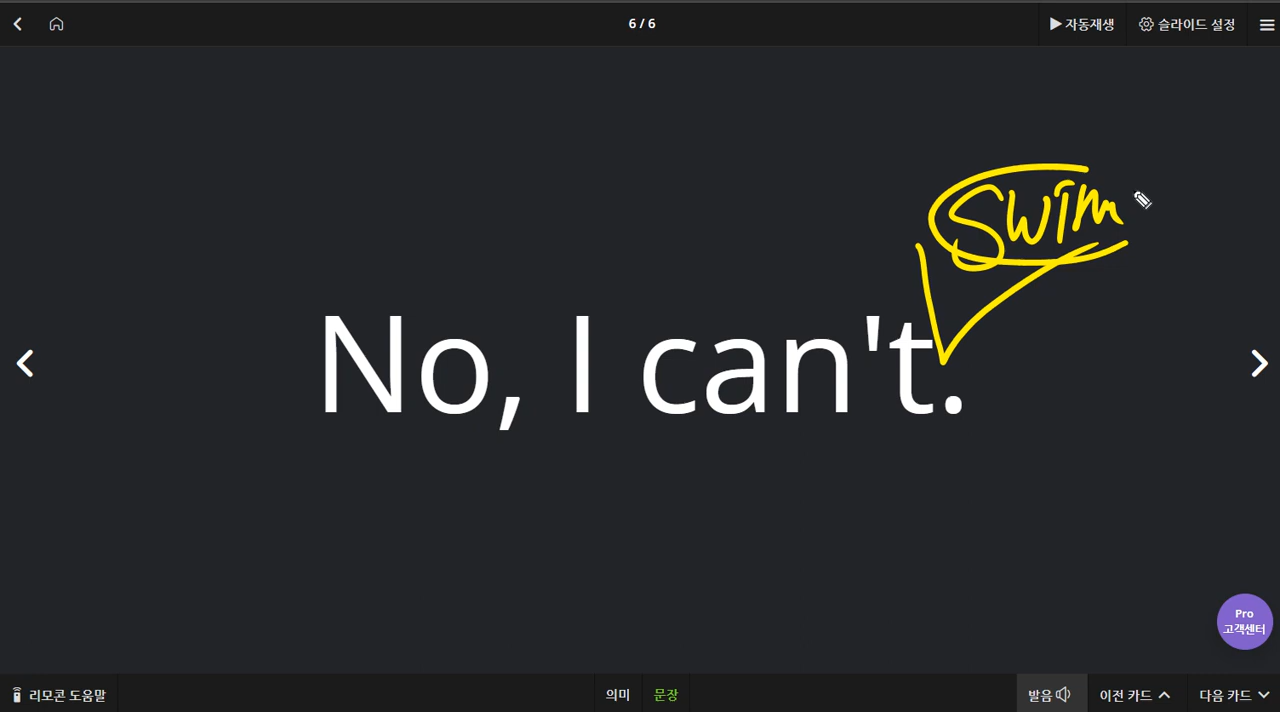 6 / 6
자동재생
슬라이드 설정
swim
No, I can't.
Pro
고객센터
리모콘 도움말
의미
문장
발음
이전 카드
다음 카드